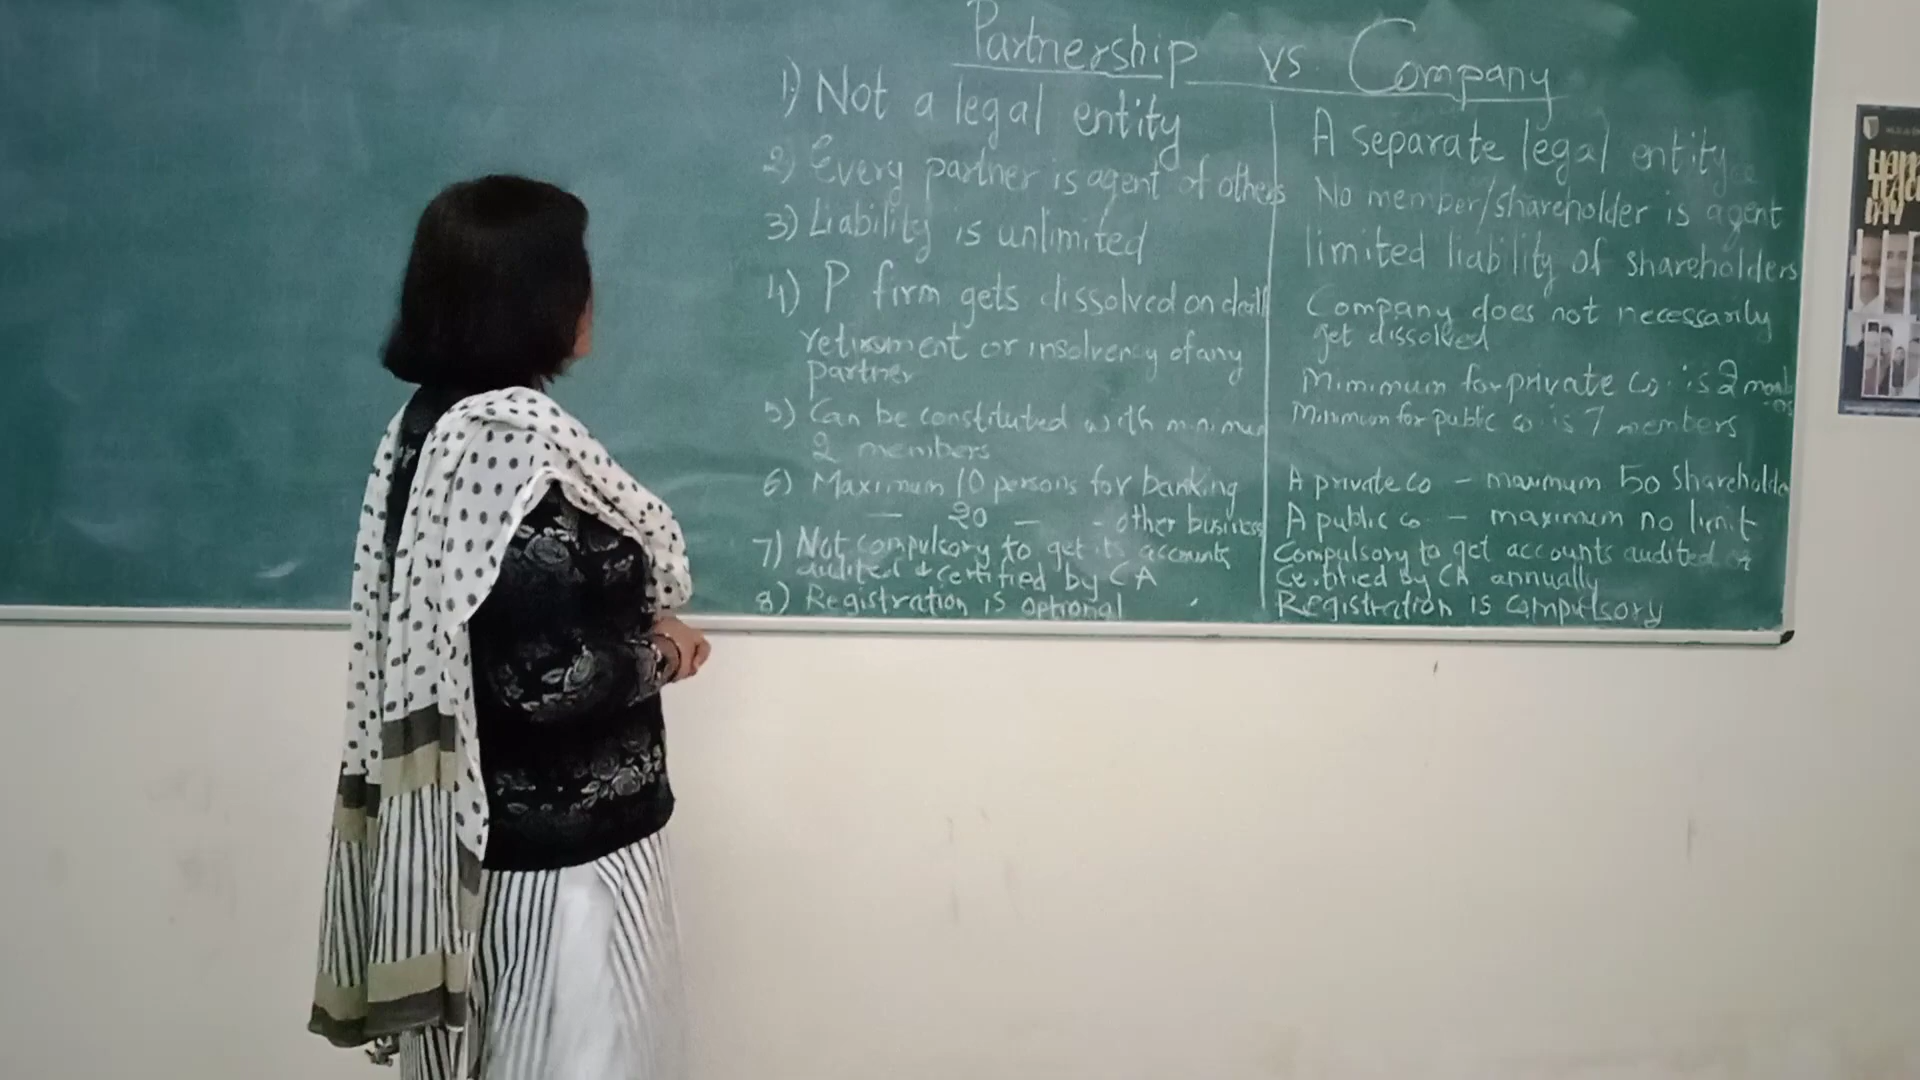 Partnership vs. Company
1) Not a legal entity
A separate legal entity
2) Every partner is agent of others
No member/shareholder is agent
3) Liability is unlimited
limited liability of shareholders
4) P firm gets dissolved on
retirement or insolvency of any
partner
Company does not necessarily
get dissolved
5) Can be constituted with
2 members
Minimum for private Co. is 2
Minimum for public co is 7 members
6) Maximum 10 persons for banking
— 20 — - other business
A private Co - maximum 50 Shareholde
A public co - maximum no limit
7) Not compulsory to get its accounts
audited & certified by CA
Compulsory to get accounts audited
Certified by CA annually
8) Registration is optional
Registration is compulsory